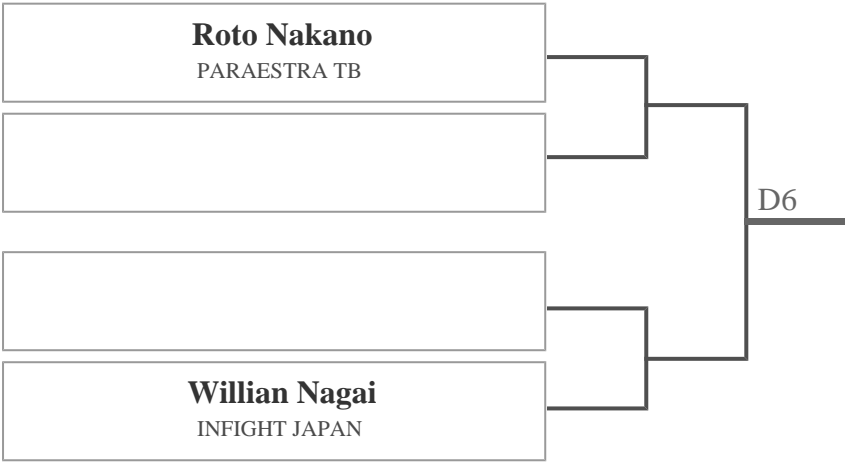 Roto Nakano
PARAESTRA TB
D6
Willian Nagai
INFIGHT JAPAN